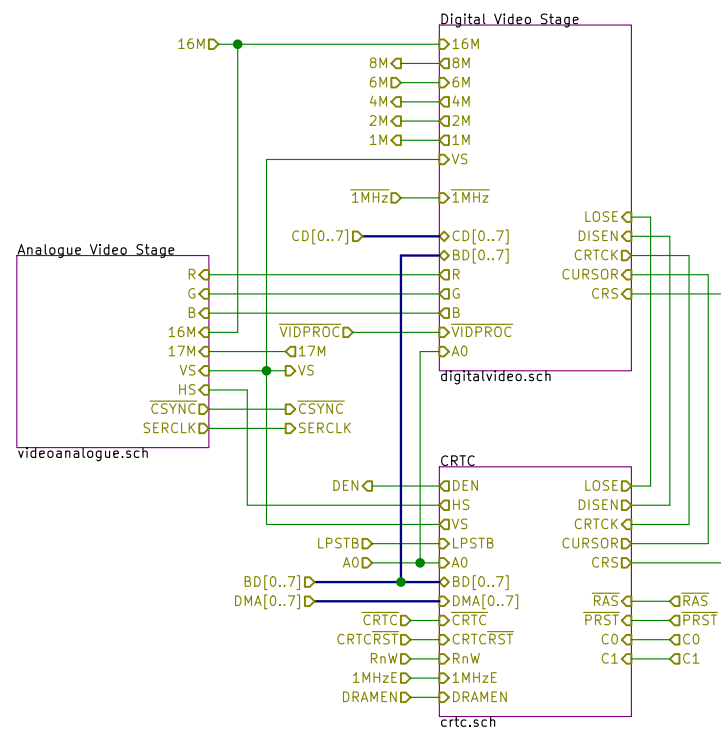 Digital Video Stage
16M 16M
8M 8M
6M 6M
4M 4M
2M 2M
1M 1M
VS
1MHz 1MHz
LOSE
CD[0..7] CD[0..7] DISEN
BD[0..7] CRTCK
Analogue Video Stage
R R CURSOR
G G CRS
B B
16M VIDPROC VIDPROC
17M 17M A0
VS VS
digitalvideo.sch
HS
CSYNC CSYNC
SERCLK SERCLK
videoanalogue.sch
CRTC
DEN DEN LOSE
HS DISEN
VS CRTCK
LPSTB LPSTB CURSOR
A0 A0 CRS
BD[0..7] BD[0..7]
DMA[0..7] DMA[0..7] RAS RAS
CRTC CRTC PRST PRST
CRTCRST CRTCRST C0 C0
RnW RnW C1 C1
1MHzE 1MHzE
DRAMEN DRAMEN
crtc.sch